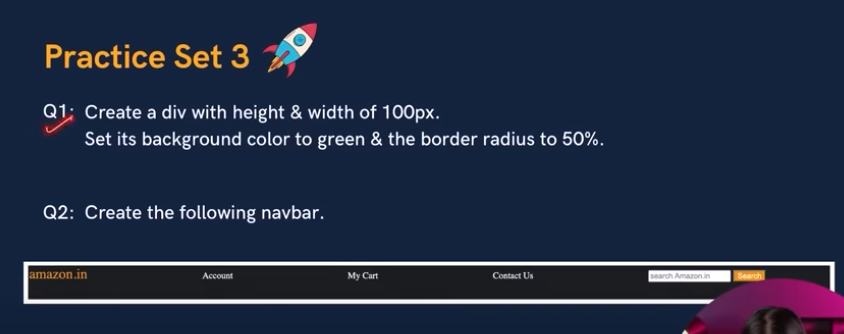 Practice Set 3
Q1: Create a div with height & width of 100px.
Set its background color to green & the border radius to 50%.
Q2: Create the following navbar.
amazon.in Account My Cart Contact Us search Amazon.in Search